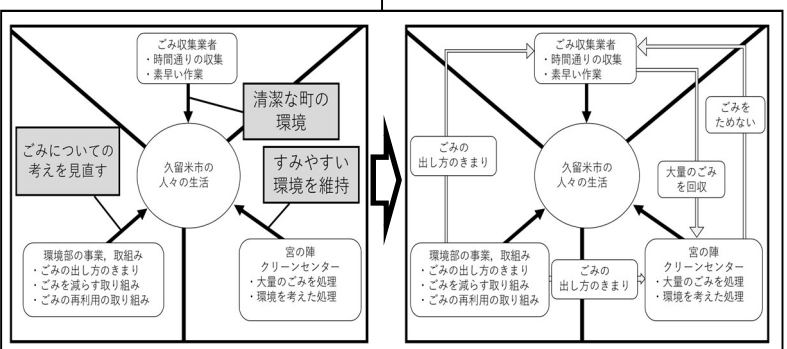 ごみ収集業者
・時間通りの収集
・素早い作業
清潔な町の
環境
ごみについての
考えを見直す
久留米市の
人々の生活
すみやすい
環境を維持
環境部の事業，取組み
・ごみの出し方のきまり
・ごみを減らす取り組み
・ごみの再利用の取り組み
宮の陣
クリーンセンター
・大量のごみを処理
・環境を考えた処理
ごみ収集業者
・時間通りの収集
・素早い作業
ごみを
ためない
ごみの
出し方のきまり
久留米市の
人々の生活
大量のごみ
を回収
環境部の事業，取組み
・ごみの出し方のきまり
・ごみを減らす取り組み
・ごみの再利用の取り組み
ごみの
出し方のきまり
宮の陣
クリーンセンター
・大量のごみを処理
・環境を考えた処理